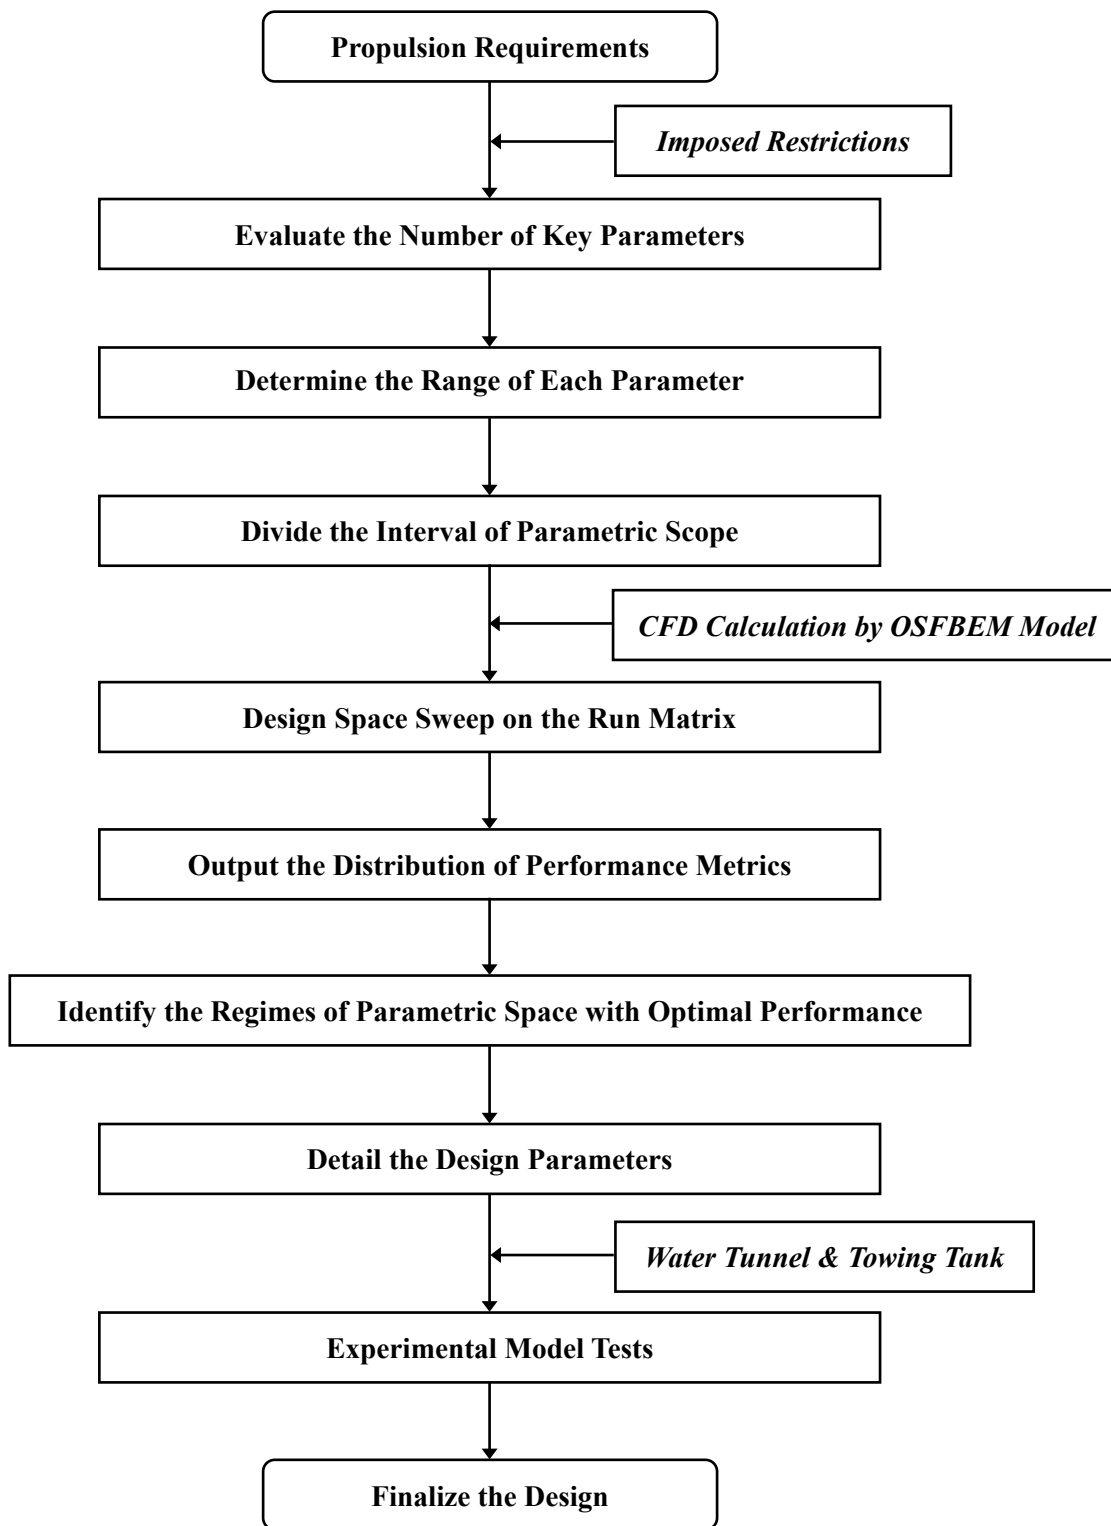 Propulsion Requirements
Imposed Restrictions
Evaluate the Number of Key Parameters
Determine the Range of Each Parameter
Divide the Interval of Parametric Scope
CFD Calculation by OSFBEM Model
Design Space Sweep on the Run Matrix
Output the Distribution of Performance Metrics
Identify the Regimes of Parametric Space with Optimal Performance
Detail the Design Parameters
Water Tunnel & Towing Tank
Experimental Model Tests
Finalize the Design